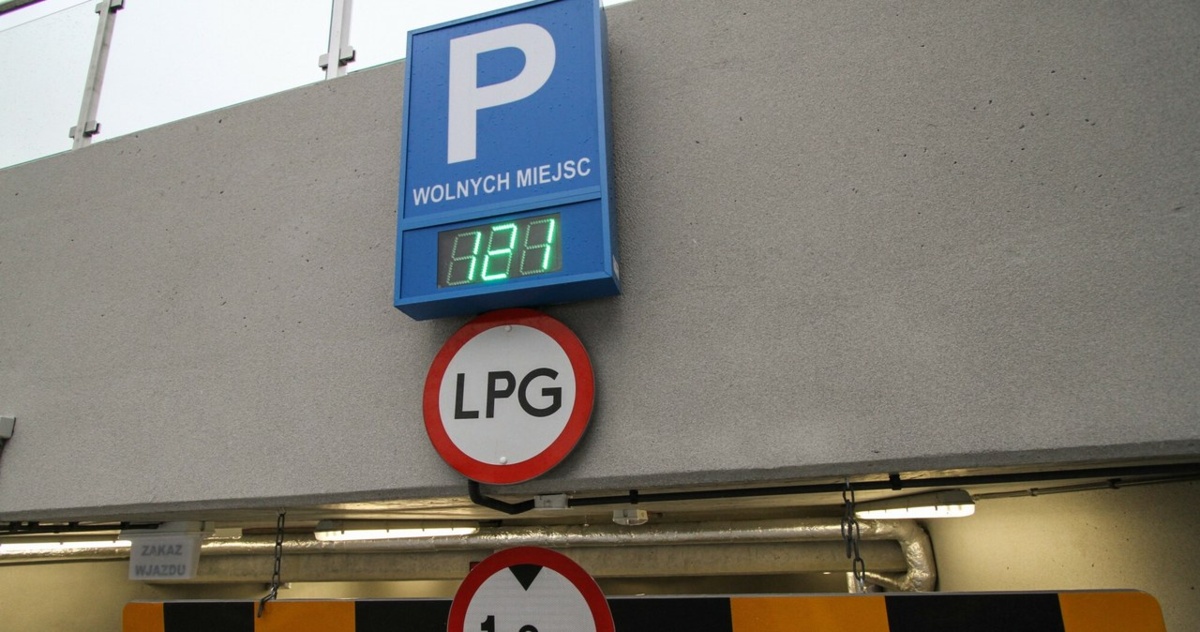 P
WOLNYCH MIEJSC
121
LPG
ZAKAZ
WJAZDU